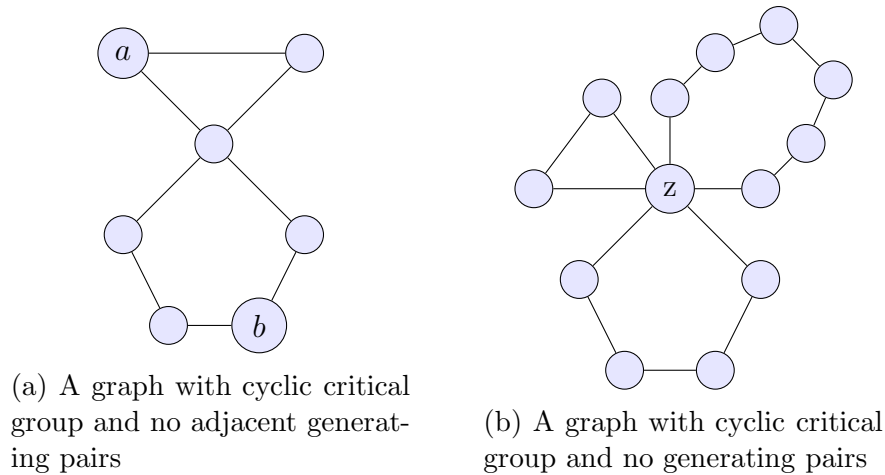 a
b
(a) A graph with cyclic critical
group and no adjacent generat-
ing pairs
z
(b) A graph with cyclic critical
group and no generating pairs